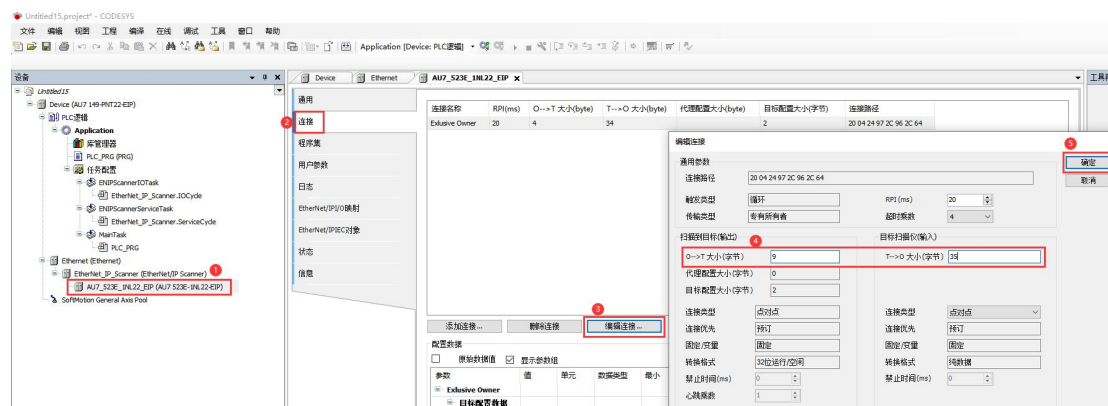 Untitled15.project* - CODESYS
文件 编辑 视图 工程 编译 在线 调试 工具 窗口 帮助
Application [Device: PLC逻辑]
设备
Device
Ethernet
AU7_523E_1NL22_EIP
Untitled15
Device (AU7 149-PNT22-EIP)
PLC逻辑
Application
库管理器
PLC_PRG (PRG)
任务配置
ENIPScannerIOTask
EtherNet_IP_Scanner.IOCycle
ENIPScannerServiceTask
EtherNet_IP_Scanner.ServiceCycle
MainTask
PLC_PRG
Ethernet (Ethernet)
EtherNet_IP_Scanner (EtherNet/IP Scanner)
1
AU7_523E_1NL22_EIP (AU7 523E-1NL22-EIP)
SoftMotion General Axis Pool
通用
2
连接
程序集
用户参数
日志
EtherNet/IPI/O映射
EtherNet/IPIEC对象
状态
信息
连接名称 RPI(ms) O-->T 大小(byte) T-->O 大小(byte) 代理配置大小(byte) 目标配置大小(字节) 连接路径
Exlusive Owner 20 4 34 2 20 04 24 97 2C 96 2C 64
3
添加连接... 删除连接 编辑连接...
配置数据
原始数据值 显示参数组
参数 值 单元 数据类型 最小
Exlusive Owner
目标配置数据
编辑连接
5
确定
取消
通用参数
连接路径 20 04 24 97 2C 96 2C 64
触发类型 循环 RPI (ms) 20
传输类型 专有所有者 超时乘数 4
扫描到目标(输出) 目标扫描仪(输入)
4
O-->T 大小(字节) 9 T-->O 大小(字节) 35
代理配置大小(字节) 0
目标配置大小(字节) 2
连接类型 点对点 连接类型 点对点
连接优先 预订 连接优先 预订
固定/变量 固定 固定/变量 固定
转换格式 32位运行/空闲 转换格式 纯数据
禁止时间(ms) 0 禁止时间(ms) 0
心跳乘数 1